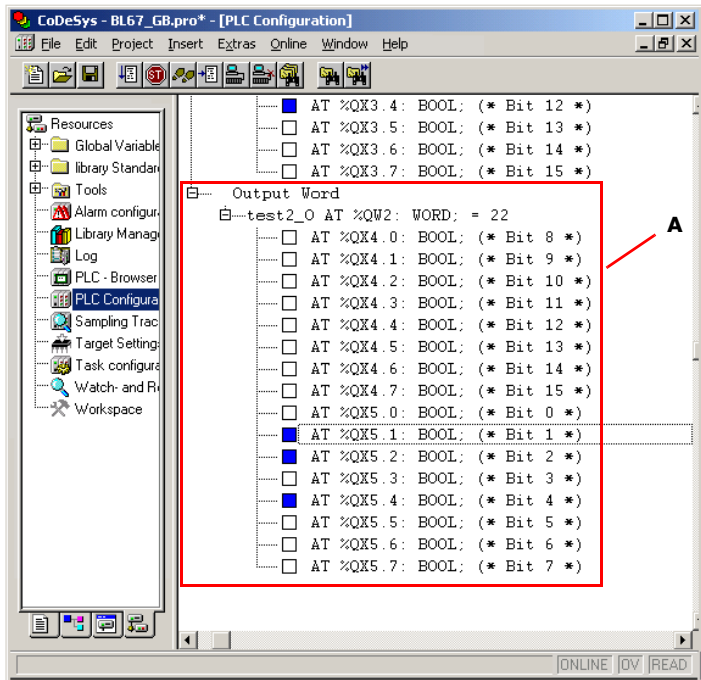 CoDeSys - BL67_GB.pro* - [PLC Configuration]
File Edit Project Insert Extras Online Window Help
Resources
Global Variable
library Standar
Tools
Alarm configur
Library Manag
Log
PLC - Browser
PLC Configura
Sampling Trac
Target Setting
Task configura
Watch- and Re
Workspace
AT %QX3.4: BOOL; (* Bit 12 *)
AT %QX3.5: BOOL; (* Bit 13 *)
AT %QX3.6: BOOL; (* Bit 14 *)
AT %QX3.7: BOOL; (* Bit 15 *)
Output Word
test2_O AT %QW2: WORD; = 22
AT %QX4.0: BOOL; (* Bit 8 *)
AT %QX4.1: BOOL; (* Bit 9 *)
AT %QX4.2: BOOL; (* Bit 10 *)
AT %QX4.3: BOOL; (* Bit 11 *)
AT %QX4.4: BOOL; (* Bit 12 *)
AT %QX4.5: BOOL; (* Bit 13 *)
AT %QX4.6: BOOL; (* Bit 14 *)
AT %QX4.7: BOOL; (* Bit 15 *)
AT %QX5.0: BOOL; (* Bit 0 *)
AT %QX5.1: BOOL; (* Bit 1 *)
AT %QX5.2: BOOL; (* Bit 2 *)
AT %QX5.3: BOOL; (* Bit 3 *)
AT %QX5.4: BOOL; (* Bit 4 *)
AT %QX5.5: BOOL; (* Bit 5 *)
AT %QX5.6: BOOL; (* Bit 6 *)
AT %QX5.7: BOOL; (* Bit 7 *)
A
ONLINE OV READ